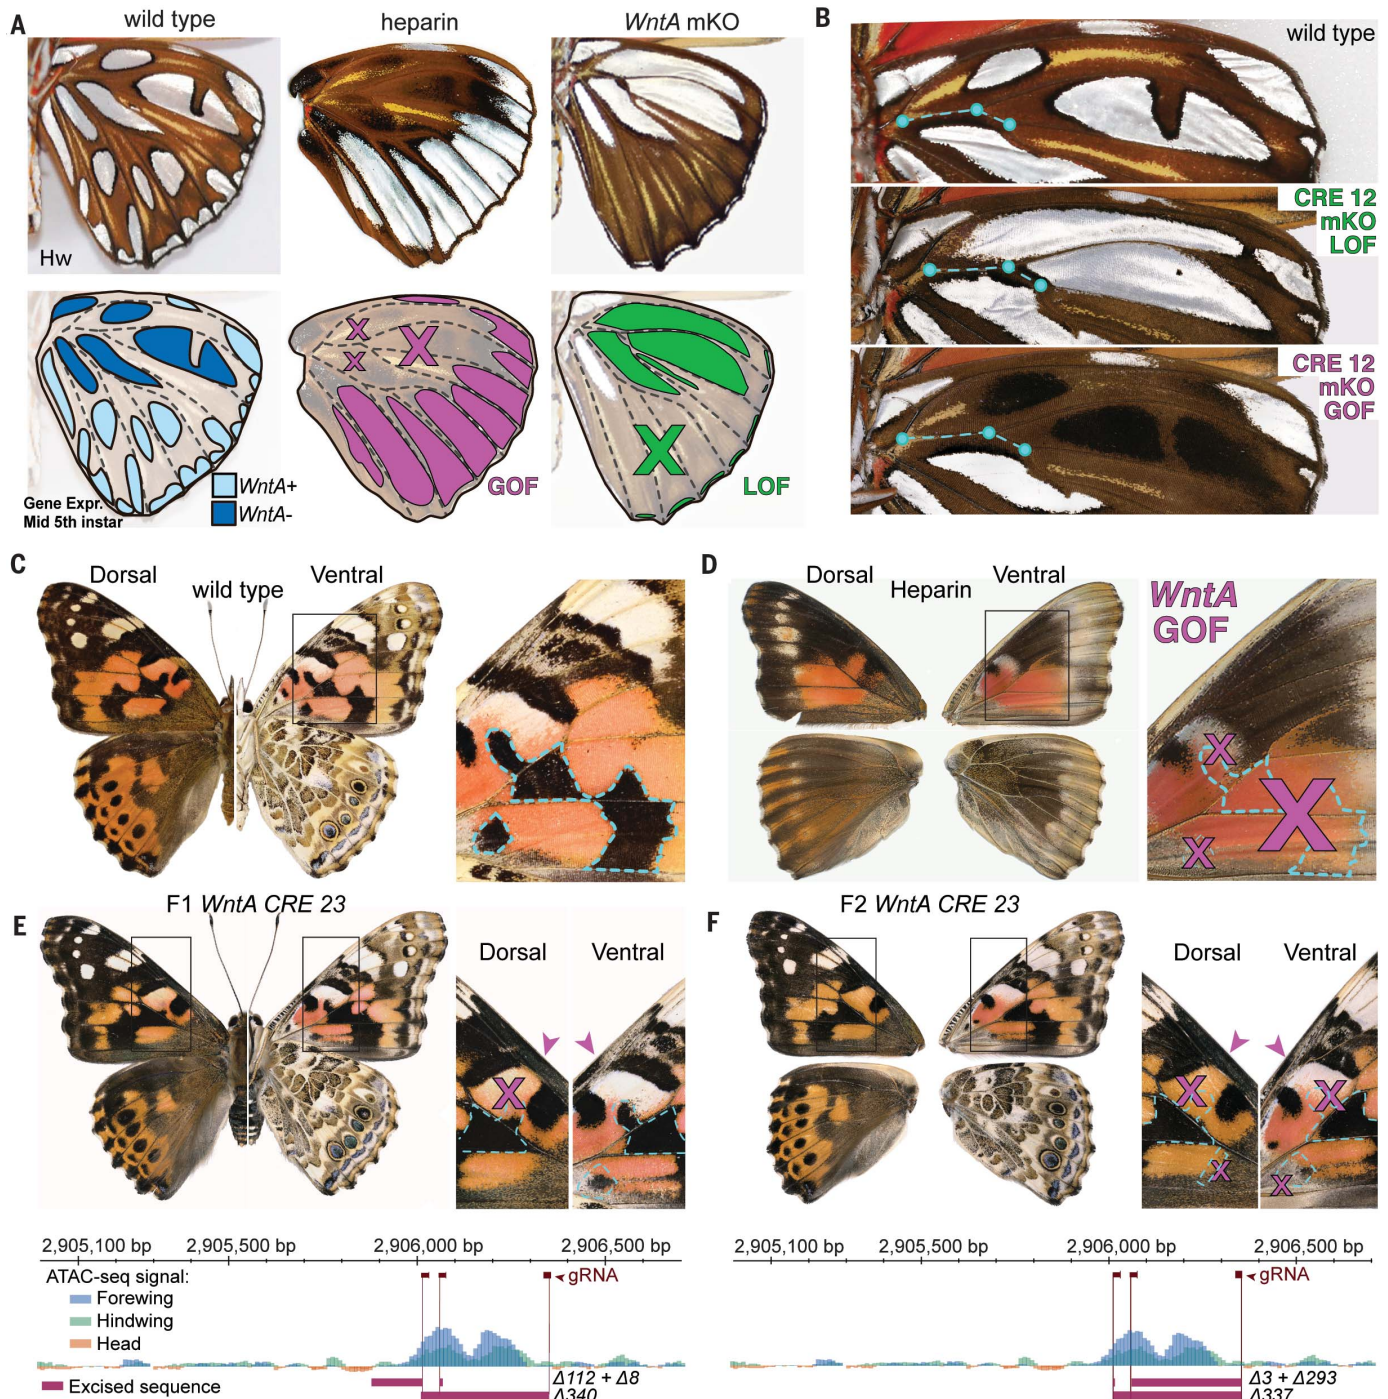 A
wild type
heparin
WntA mKO
Hw
Gene Expr.
Mid 5th instar
WntA+
WntA-
X
X
X
GOF
X
LOF
B
wild type
CRE 12
mKO
LOF
CRE 12
mKO
GOF
C
Dorsal
wild type
Ventral
D
Dorsal
Heparin
Ventral
WntA
GOF
X
X
X
E
F1 WntA CRE 23
Dorsal
Ventral
X
F
F2 WntA CRE 23
Dorsal
Ventral
X
X
X
X
2,905,100 bp
2,905,500 bp
2,906,000 bp
2,906,500 bp
ATAC-seq signal:
gRNA
Forewing
Hindwing
Head
Excised sequence
Δ112 + Δ8
Δ340
2,905,100 bp
2,905,500 bp
2,906,000 bp
2,906,500 bp
gRNA
Δ3 + Δ293
Δ337